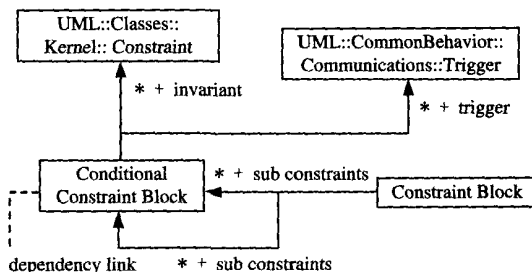 UML::Classes::
Kernel:: Constraint
UML::CommonBehavior::
Communications::Trigger
* + invariant
* + trigger
Conditional
Constraint Block
* + sub constraints
Constraint Block
dependency link
* + sub constraints